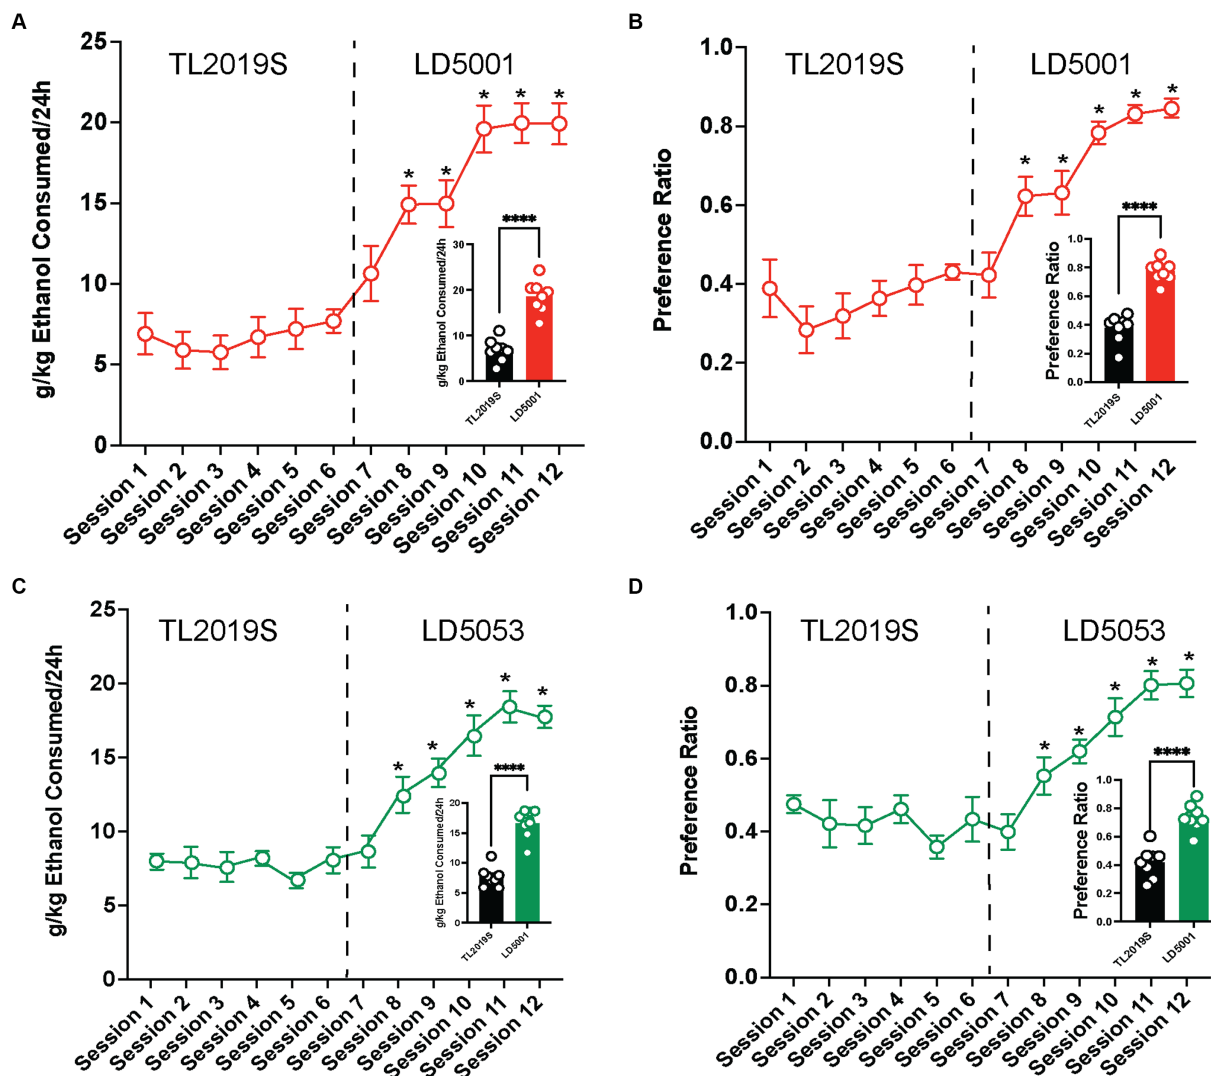 A
g/kg Ethanol Consumed/24h
25
20
15
10
5
0
TL2019S
LD5001
* * * * *
Session 1
Session 2
Session 3
Session 4
Session 5
Session 6
Session 7
Session 8
Session 9
Session 10
Session 11
Session 12
g/kg Ethanol Consumed/24h
30
20
10
0
****
TL2019S
LD5001
B
Preference Ratio
1.0
0.8
0.6
0.4
0.2
0.0
TL2019S
LD5001
* * * * *
Session 1
Session 2
Session 3
Session 4
Session 5
Session 6
Session 7
Session 8
Session 9
Session 10
Session 11
Session 12
Preference Ratio
1.0
0.8
0.6
0.4
0.2
0.0
****
TL2019S
LD5001
C
g/kg Ethanol Consumed/24h
25
20
15
10
5
0
TL2019S
LD5053
* * * * *
Session 1
Session 2
Session 3
Session 4
Session 5
Session 6
Session 7
Session 8
Session 9
Session 10
Session 11
Session 12
g/kg Ethanol Consumed/24h
20
15
10
5
0
****
TL2019S
LD5001
D
Preference Ratio
1.0
0.8
0.6
0.4
0.2
0.0
TL2019S
LD5053
* * * * *
Session 1
Session 2
Session 3
Session 4
Session 5
Session 6
Session 7
Session 8
Session 9
Session 10
Session 11
Session 12
Preference Ratio
1.0
0.8
0.6
0.4
0.2
0.0
****
TL2019S
LD5001